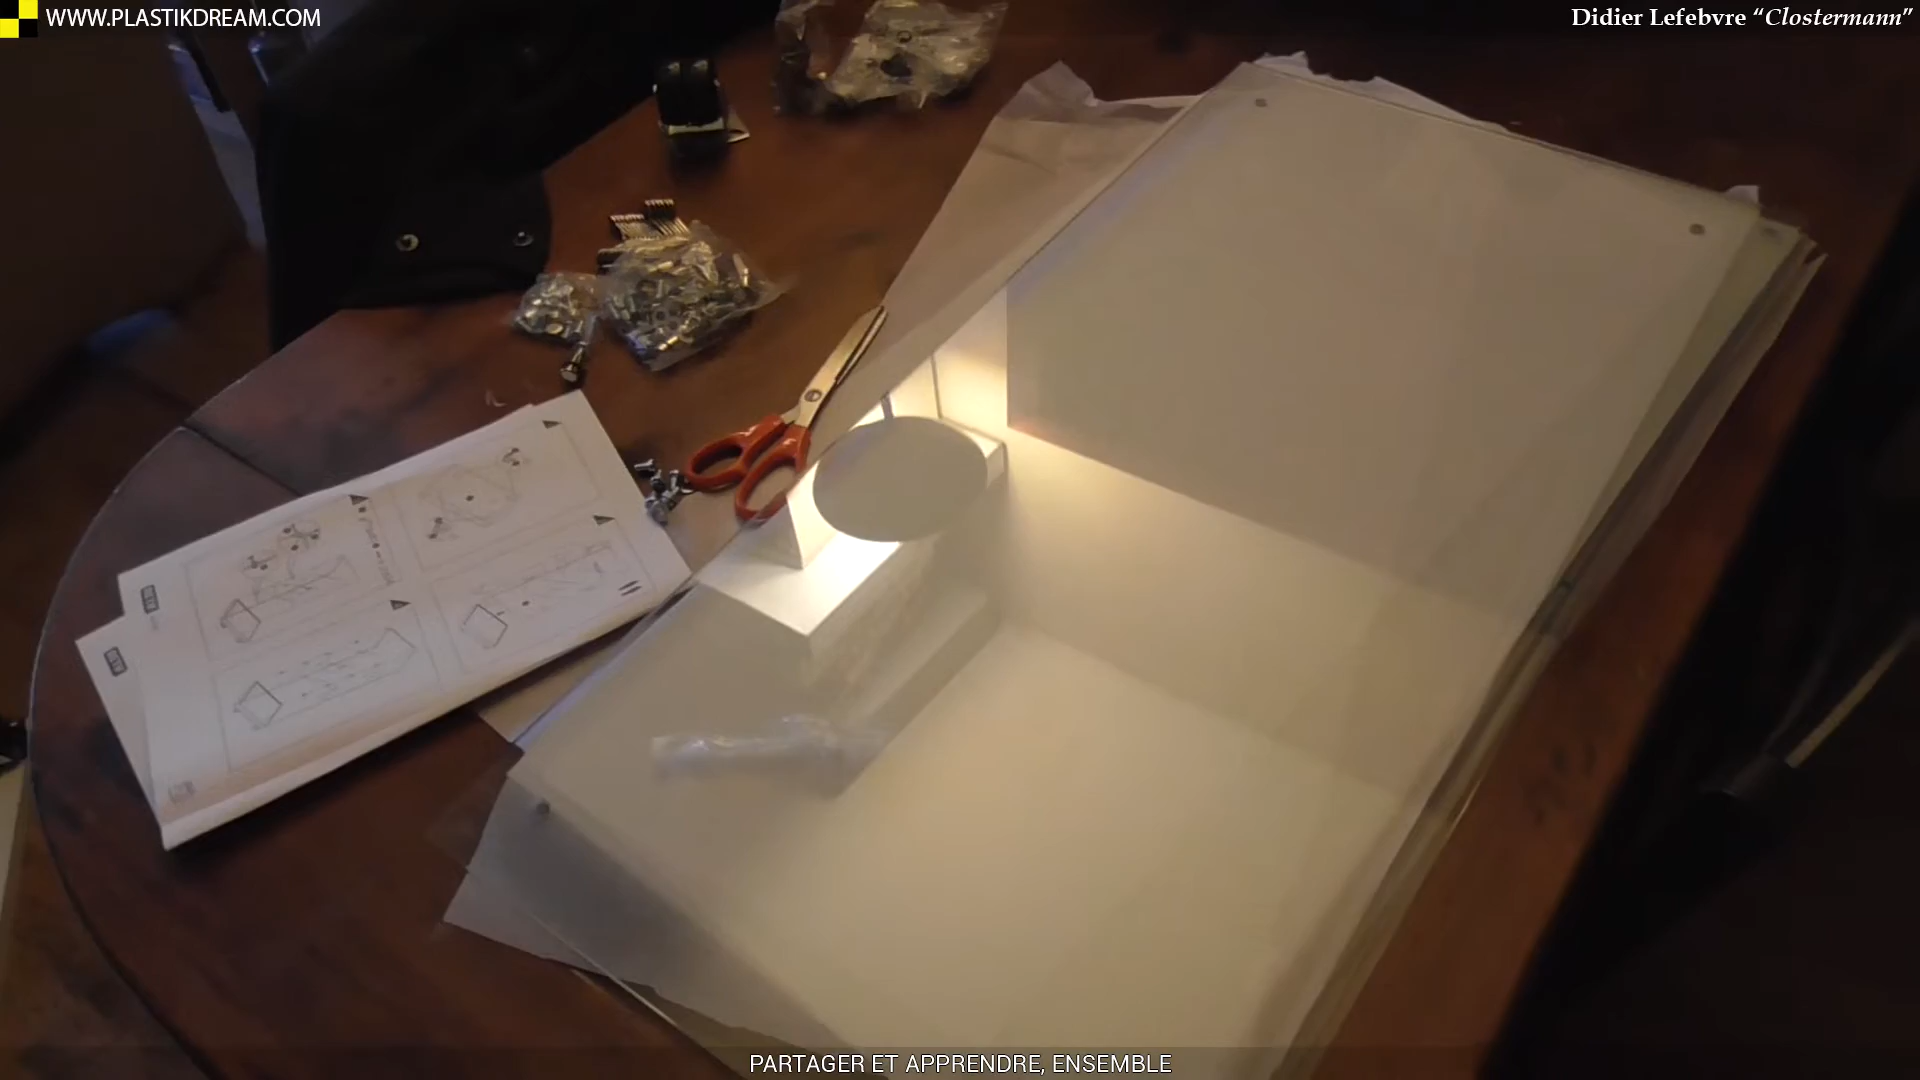 WWW.PLASTIKDREAM.COM
Didier Lefebvre “Clostermann”
PARTAGER ET APPRENDRE, ENSEMBLE